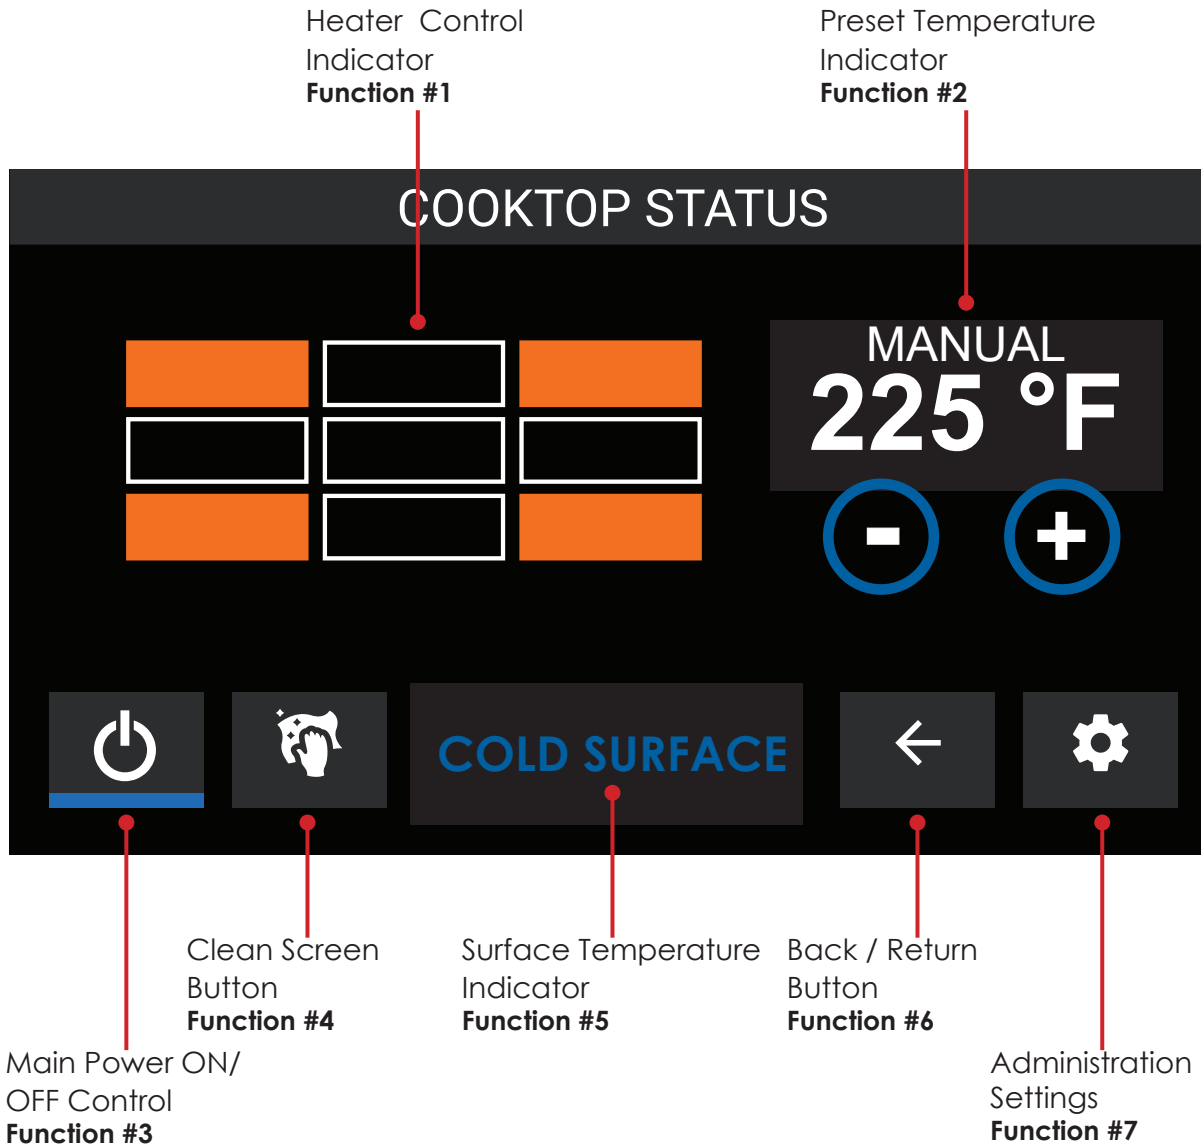 Heater Control
Indicator
Function #1
Preset Temperature
Indicator
Function #2
COOKTOP STATUS
MANUAL
225 °F
- +
COLD SURFACE
Clean Screen
Button
Function #4
Surface Temperature
Indicator
Function #5
Back / Return
Button
Function #6
Main Power ON/
OFF Control
Function #3
Administration
Settings
Function #7